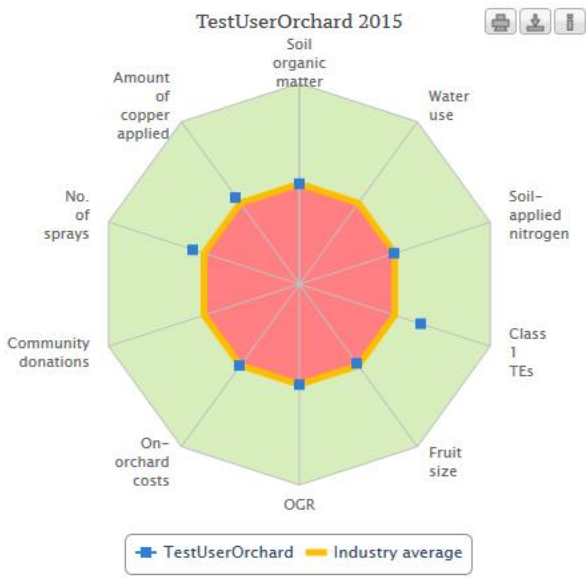 TestUserOrchard 2015
Soil
organic
matter
Water
use
Soil-
applied
nitrogen
Class
1
TEs
Fruit
size
OGR
On-
orchard
costs
Community
donations
No.
of
sprays
Amount
of
copper
applied
TestUserOrchard
Industry average